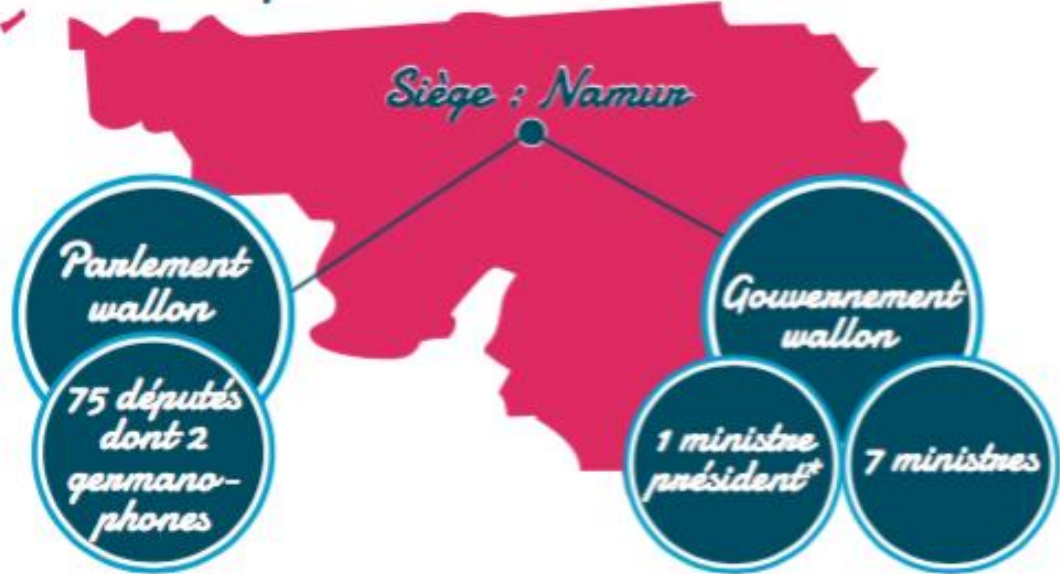 Siège : Namur
Parlement
wallon
75 députés
dont 2
germano-
phones
Gouvernement
wallon
1 ministre
président*
7 ministres